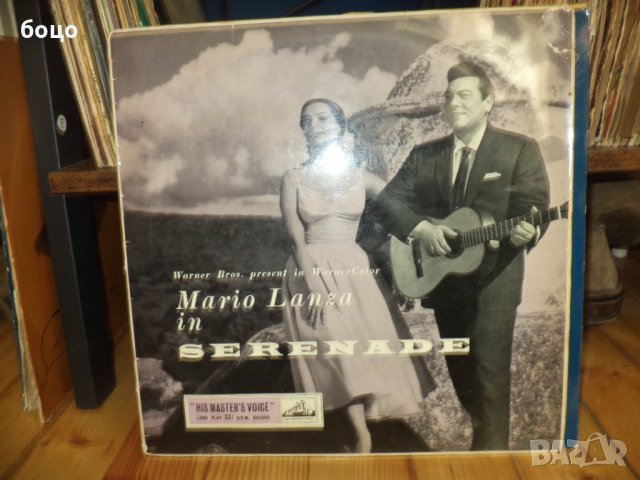 боцо
Warner Bros. present in WarnerColor
Mario Lanza
in
SERENADE
"HIS MASTER'S VOICE"
LONG PLAY 33⅓ R.P.M. RECORD
BAZAR